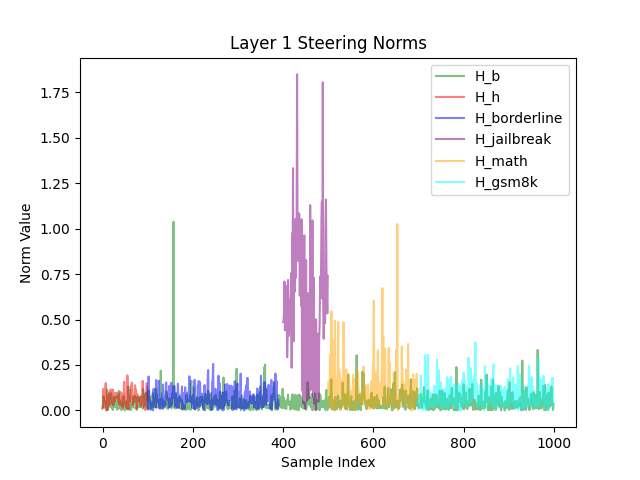 Layer 1 Steering Norms
H_b
H_h
H_borderline
H_jailbreak
H_math
H_gsm8k
Norm Value
1.75
1.50
1.25
1.00
0.75
0.50
0.25
0.00
0 200 400 600 800 1000
Sample Index